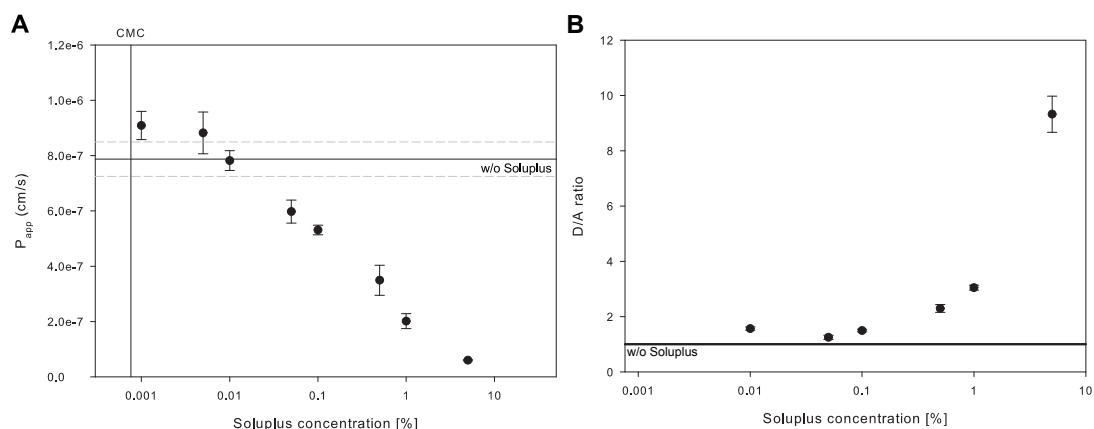 A
CMC
1,2e-6
1,0e-6
8,0e-7
6,0e-7
4,0e-7
2,0e-7
0,0
P_app (cm/s)
w/o Soluplus
0.001 0.01 0.1 1 10
Soluplus concentration [%]
B
12
10
8
6
4
2
0
D/A ratio
w/o Soluplus
0.001 0.01 0.1 1 10
Soluplus concentration [%]